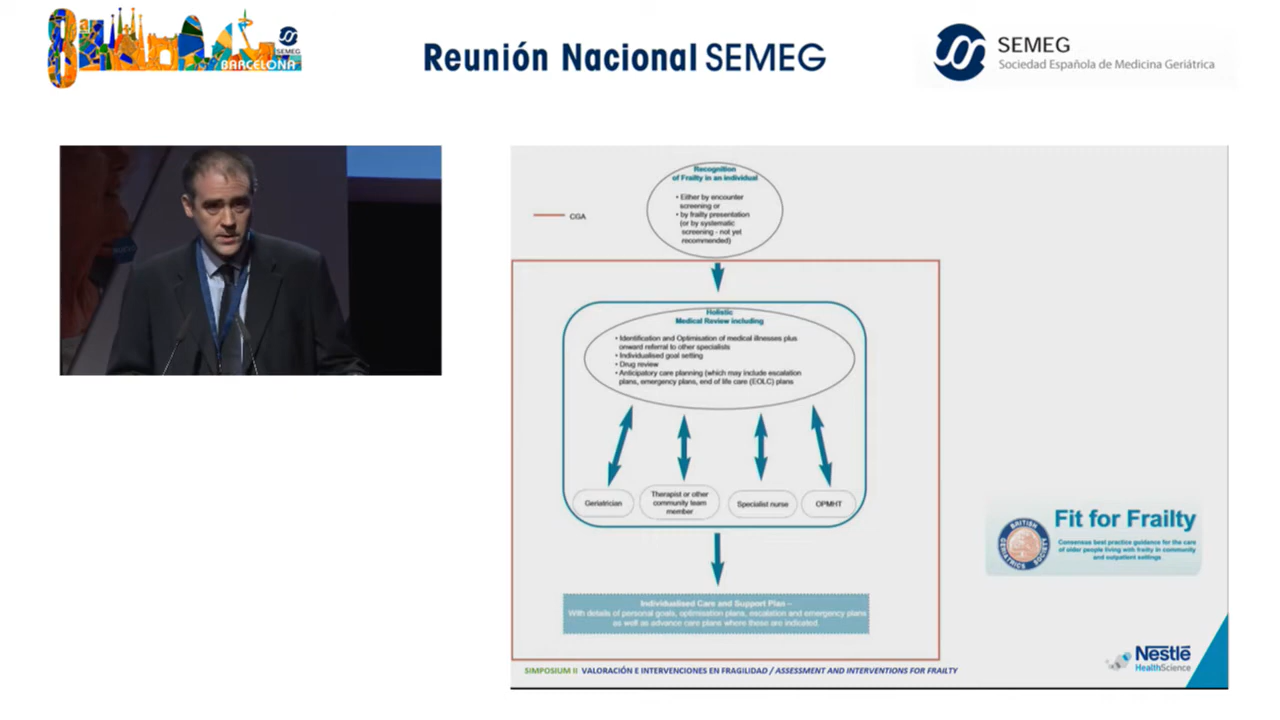 8ª
SEMEG
BARCELONA
Reunión Nacional SEMEG
SEMEG
Sociedad Española de Medicina Geriátrica
Recognition
of Frailty in an individual
• Either by encounter
screening or
• by frailty presentation
(or by systematic
screening - not yet
recommended)
CGA
Holistic
Medical Review including
• Identification and Optimisation of medical illnesses plus
onward referral to other specialists
• Individualised goal setting
• Drug review
• Anticipatory care planning (which may include escalation
plans, emergency plans, end of life care (EOLC) plans
Geriatrician
Therapist or other
community team
member
Specialist nurse
OPMHT
Individualised Care and Support Plan –
With details of personal goals, optimisation plans, escalation and emergency plans
as well as advance care plans where these are indicated.
BRITISH
GERIATRICS SOCIETY
Fit for Frailty
Consensus best practice guidance for the care
of older people living with frailty in community
and outpatient settings
SIMPOSIUM II VALORACIÓN E INTERVENCIONES EN FRAGILIDAD / ASSESSMENT AND INTERVENTIONS FOR FRAILTY
Nestlé
HealthScience